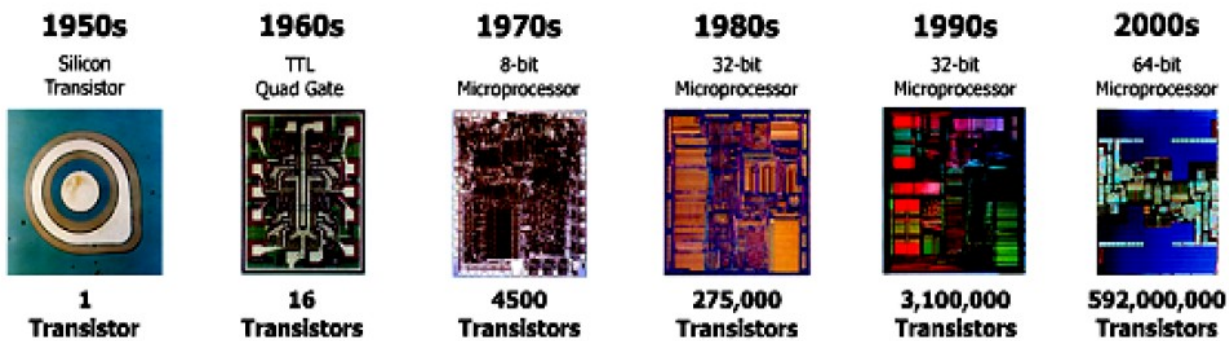 1950s
Silicon
Transistor
1
Transistor
1960s
TTL
Quad Gate
16
Transistors
1970s
8-bit
Microprocessor
4500
Transistors
1980s
32-bit
Microprocessor
275,000
Transistors
1990s
32-bit
Microprocessor
3,100,000
Transistors
2000s
64-bit
Microprocessor
592,000,000
Transistors